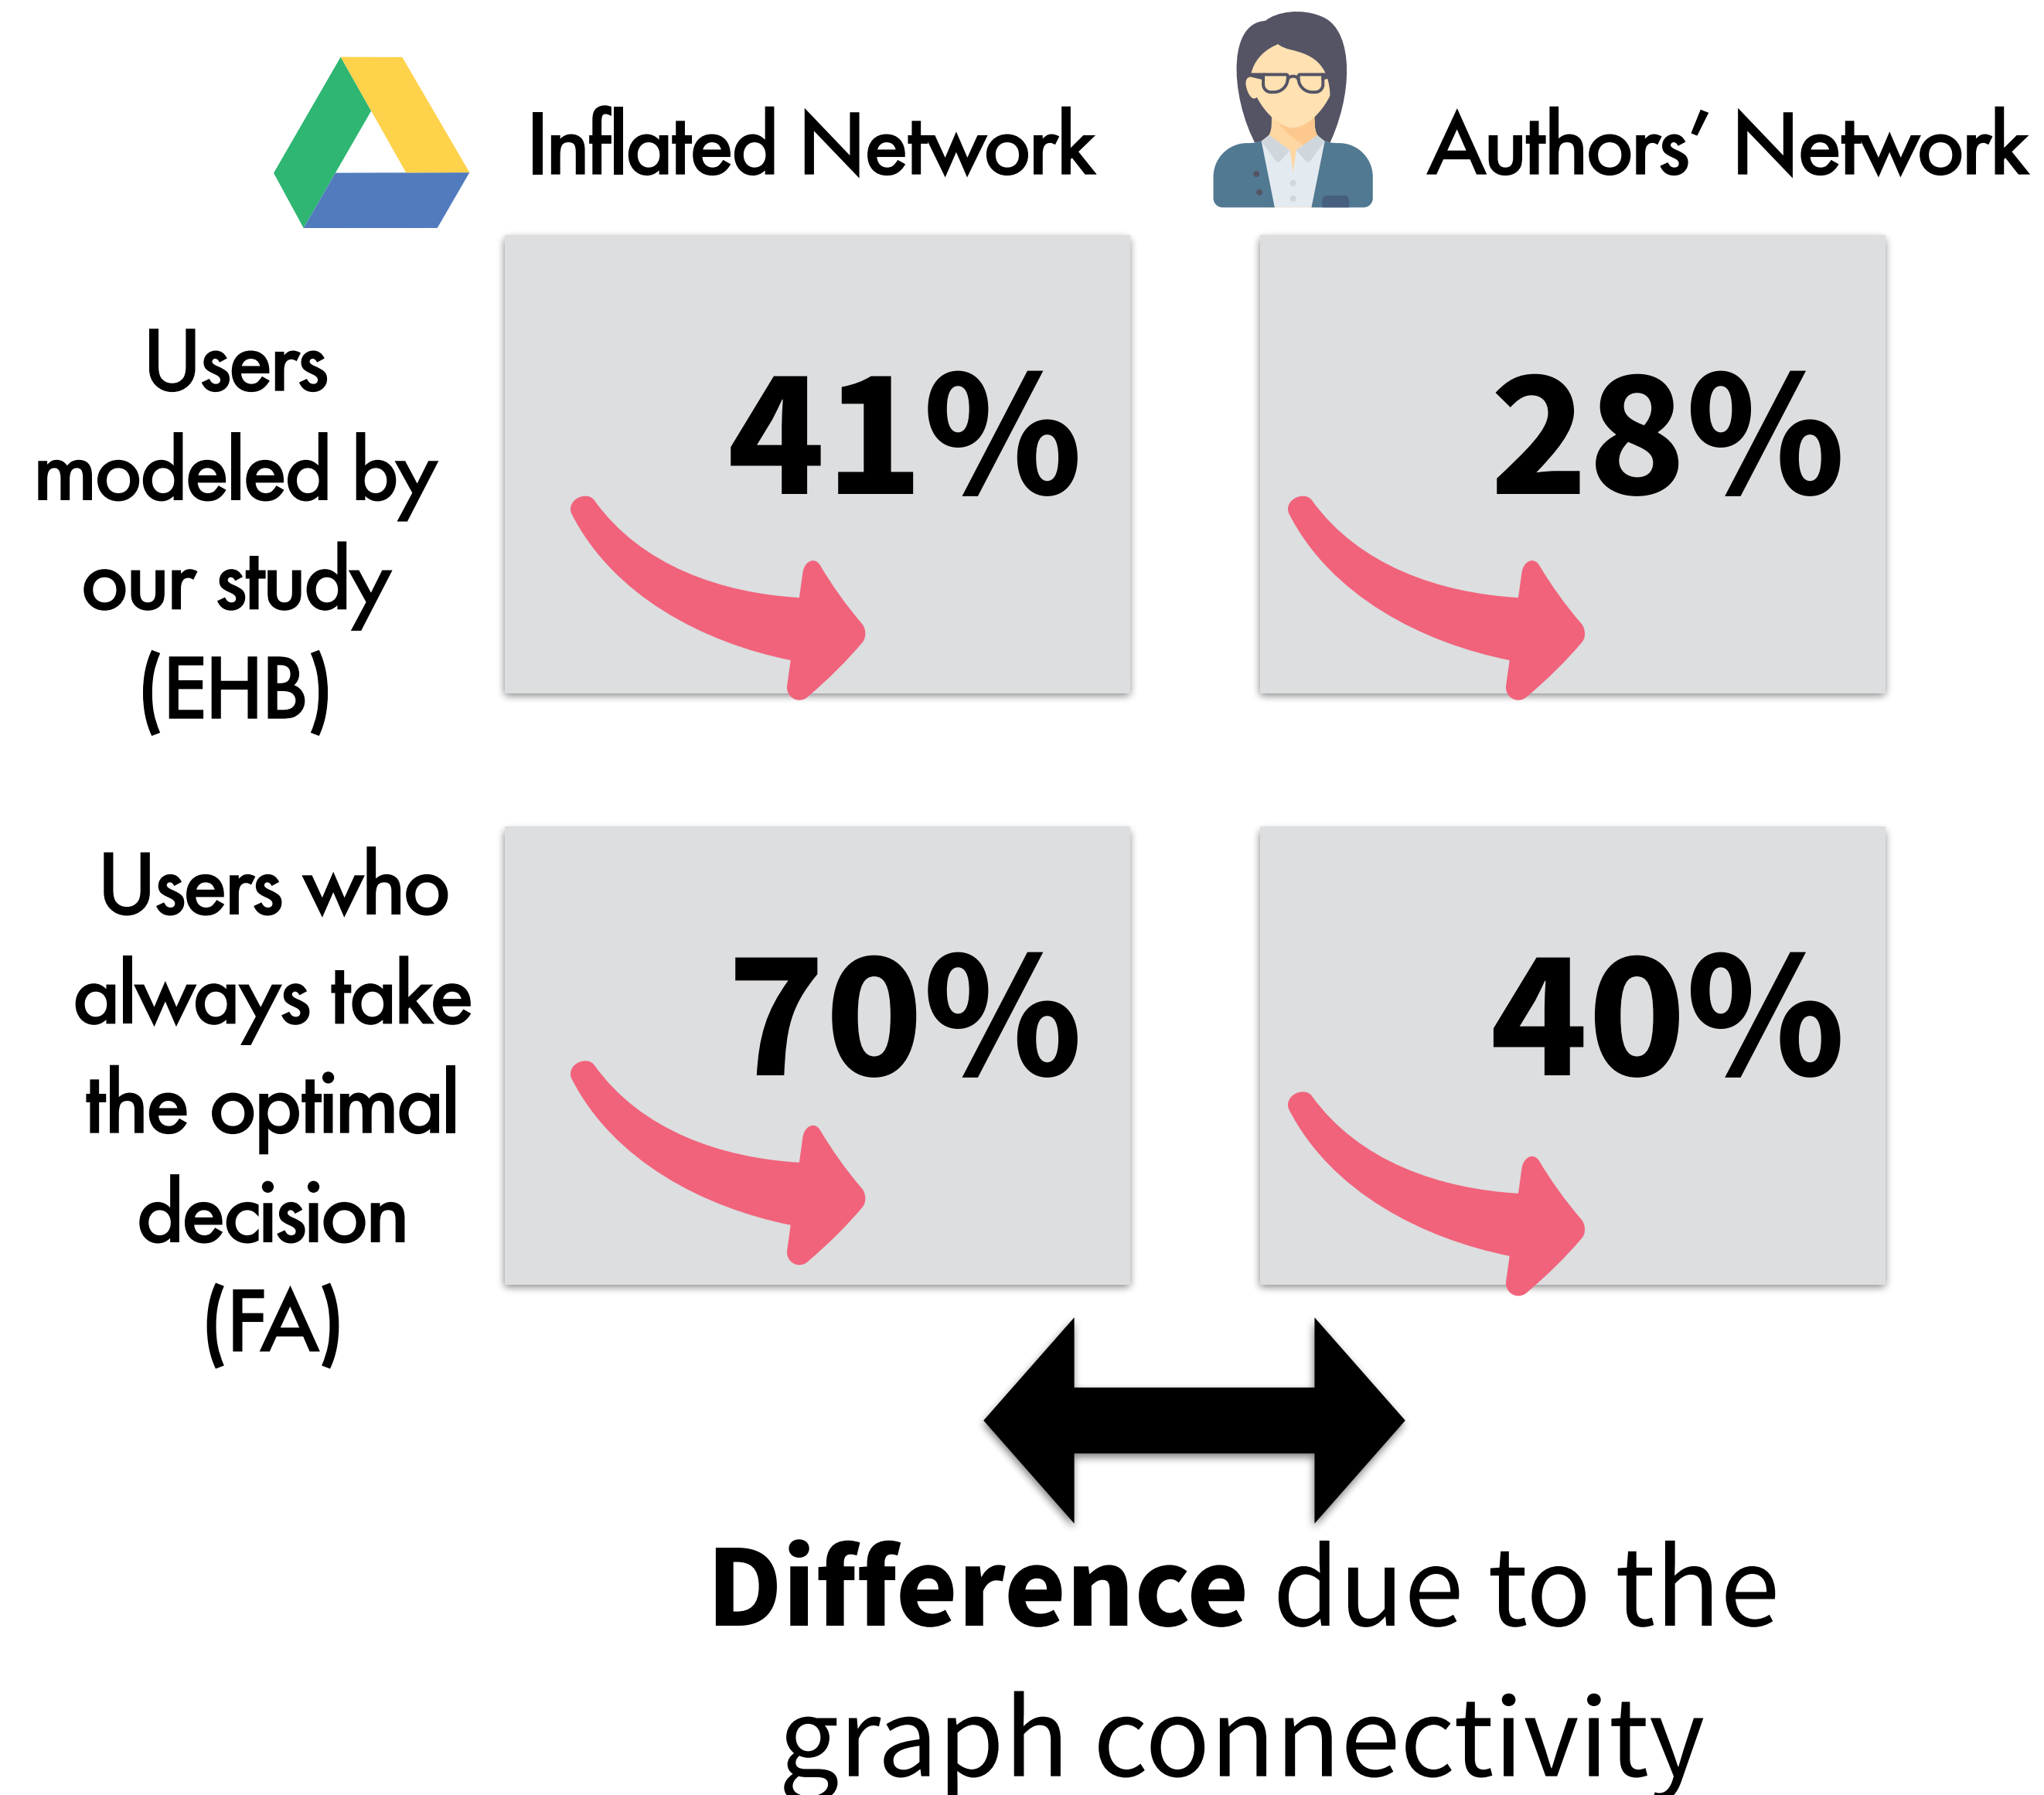 Inflated Network
Authors’ Network
Users
modeled by
our study
(EHB)
41%
28%
Users who
always take
the optimal
decision
(FA)
70%
40%
Difference due to the
graph connectivity